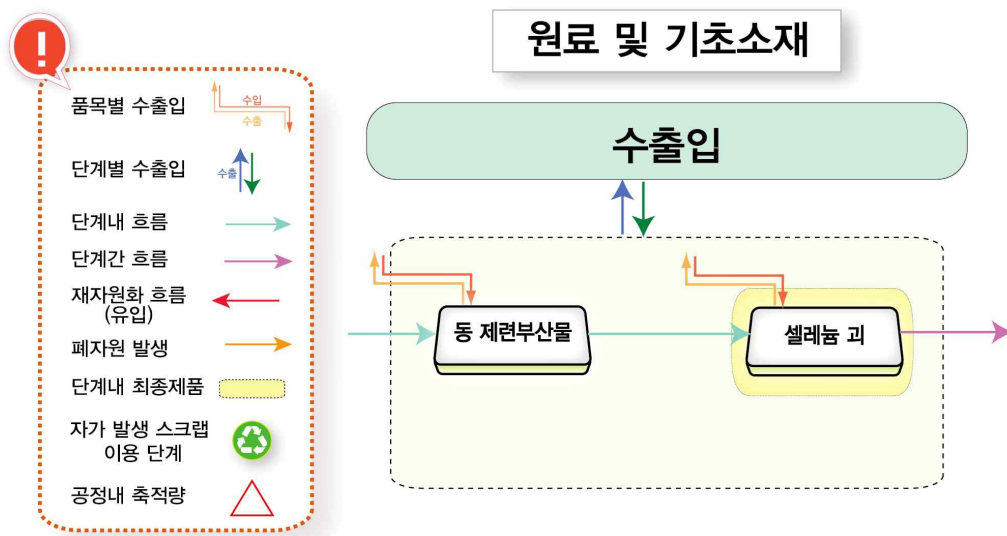 !
원료 및 기초소재
품목별 수출입
수입
수출
단계별 수출입
수출
단계내 흐름
단계간 흐름
재자원화 흐름
(유입)
폐자원 발생
단계내 최종제품
자가 발생 스크랩
이용 단계
공정내 축적량
수출입
동 제련부산물
셀레늄 괴